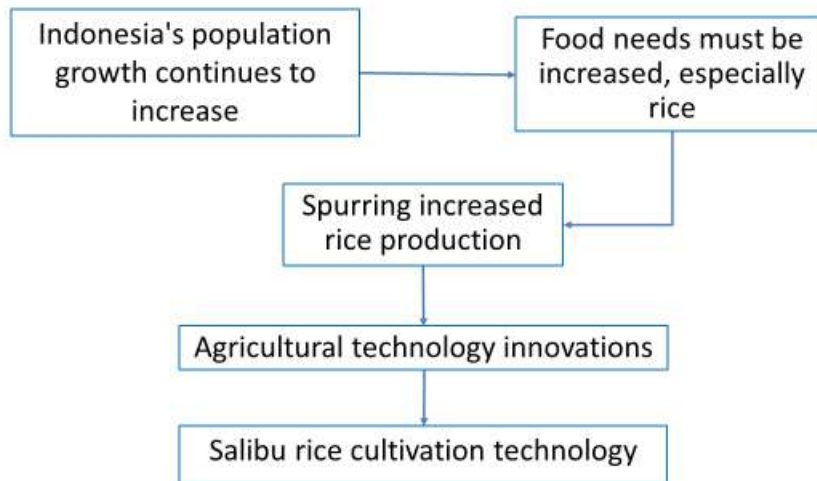 Indonesia's population
growth continues to
increase
Food needs must be
increased, especially
rice
Spurring increased
rice production
Agricultural technology innovations
Salibu rice cultivation technology